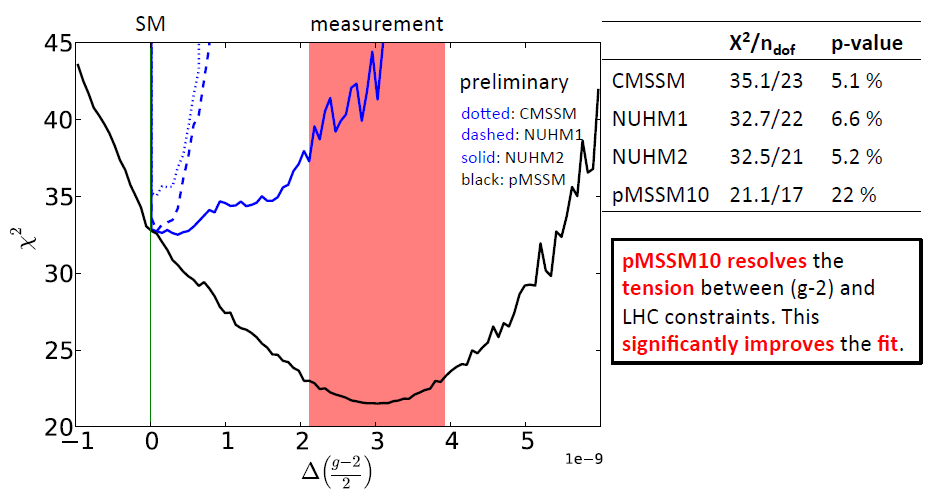 SM
measurement
45
40
35
30
25
20
χ²
−1
0
1
2
3
4
5
1e−9
Δ((g−2)/2)
preliminary
dotted: CMSSM
dashed: NUHM1
solid: NUHM2
black: pMSSM
X²/n_dof p-value
CMSSM 35.1/23 5.1 %
NUHM1 32.7/22 6.6 %
NUHM2 32.5/21 5.2 %
pMSSM10 21.1/17 22 %
pMSSM10 resolves the
tension between (g-2) and
LHC constraints. This
significantly improves the fit.